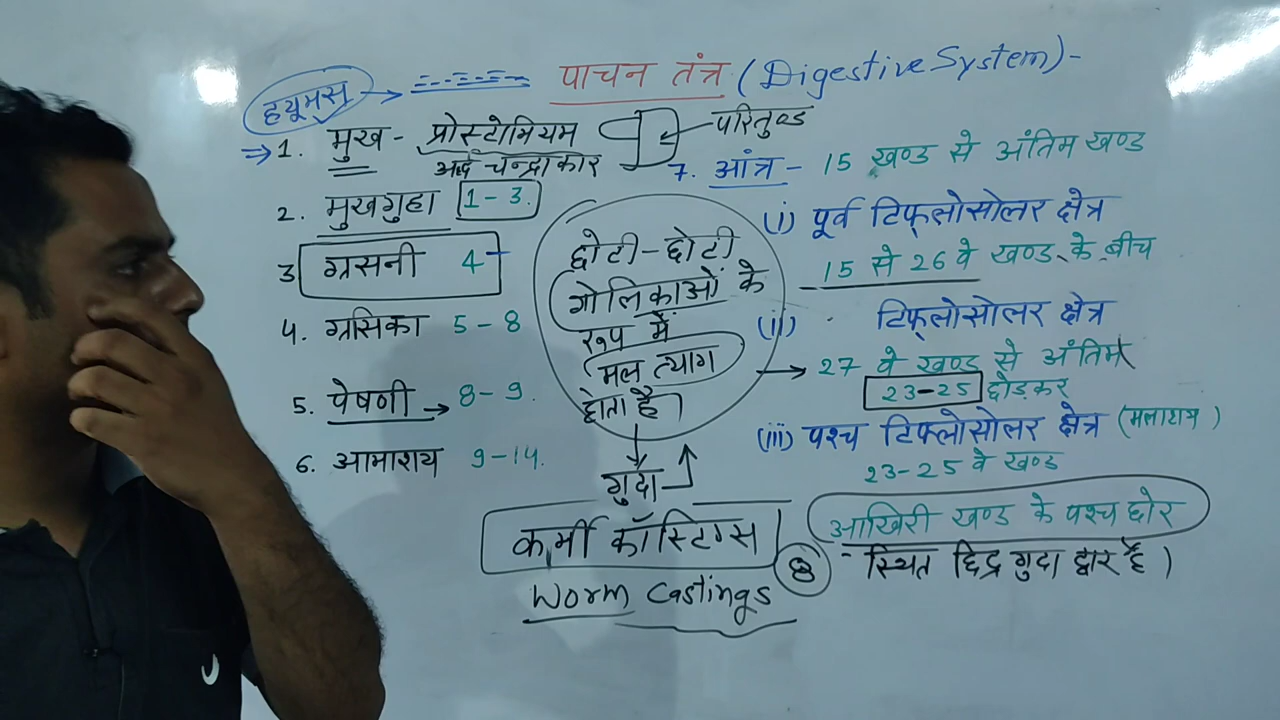 पाचन तंत्र (Digestive System)-
ह्यूमस →
⇒ 1. मुख - प्रोस्टोमियम
अर्द्ध चन्द्राकार
परितुण्ड
2. मुखगुहा 1-3.
3 ग्रसनी 4
4. ग्रसिका 5-8
5. पेषणी → 8-9.
6. आमाशय 9-14.
छोटी-छोटी
गोलिकाओं के
रूप में
मल त्याग
होता है।
गुदा
कर्मी कॉस्टिंग्स
Worm Castings
7. आंत्र - 15 खण्ड से अंतिम खण्ड
(i) पूर्व टिफ्लोसोलर क्षेत्र
15 से 26 वे खण्ड के बीच
(ii) टिफ्लोसोलर क्षेत्र
→ 27 वे खण्ड से अंतिम
23-25 छोड़कर
(iii) पश्च टिफ्लोसोलर क्षेत्र (मलाशय)
23-25 वे खण्ड
आखिरी खण्ड के पश्च छोर
8 - स्थित छिद्र गुदा द्वार है।